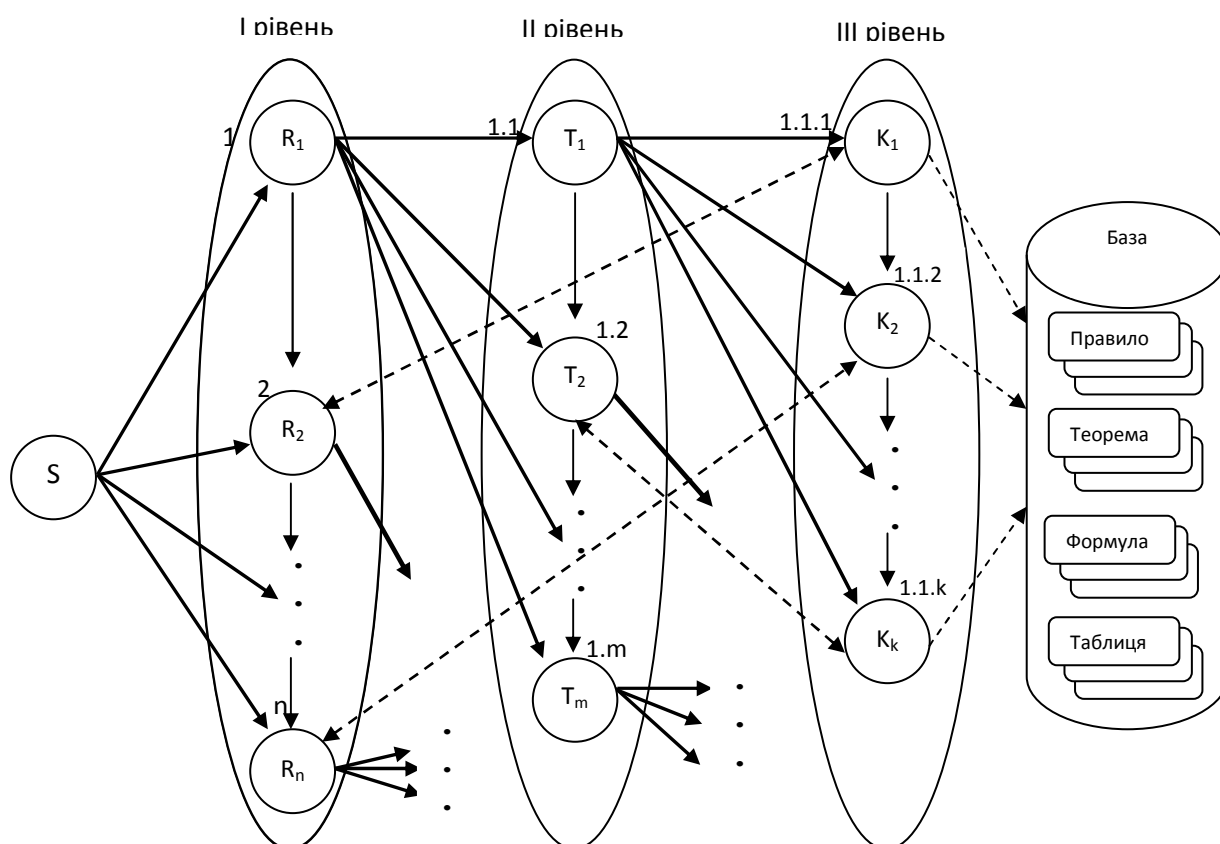 I рівень
II рівень
III рівень
1
R₁
1.1
T₁
1.1.1
K₁
База
1.1.2
K₂
Правило
1.2
T₂
2
R₂
Теорема
S
Формула
1.1.k
Kₖ
Таблиця
1.m
Tₘ
n
Rₙ